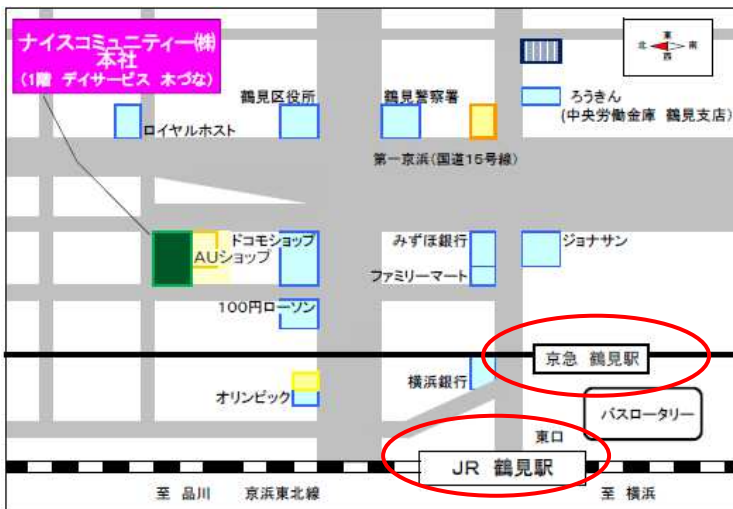 ナイスコミュニティー㈱
本社
(1階 デイサービス 木づな)
東
北 南
西
鶴見区役所
鶴見警察署
ろうきん
(中央労働金庫 鶴見支店)
ロイヤルホスト
第一京浜(国道15号線)
ドコモショップ
みずほ銀行
ジョナサン
AUショップ
ファミリーマート
100円ローソン
京急 鶴見駅
横浜銀行
オリンピック
バスロータリー
東口
JR 鶴見駅
至 品川
京浜東北線
至 横浜